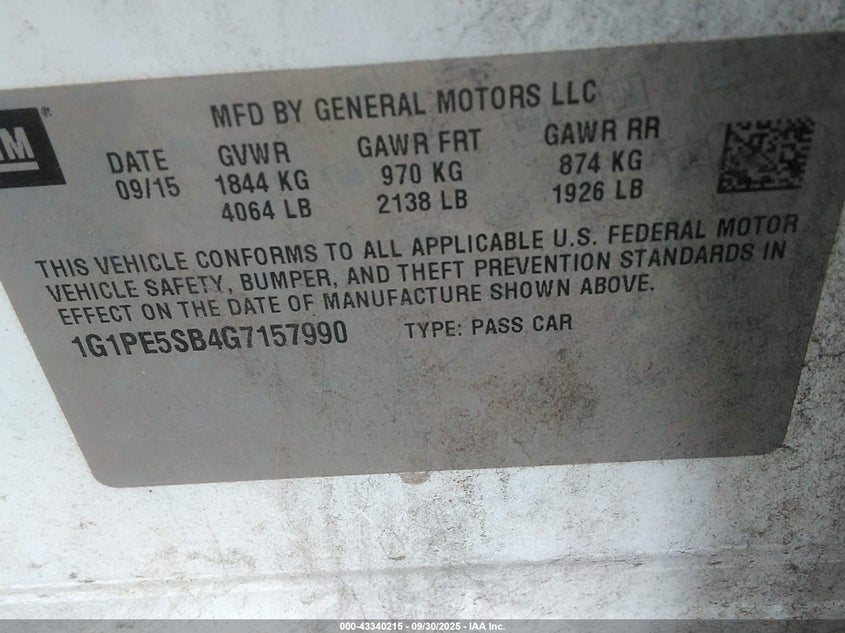 MFD BY GENERAL MOTORS LLC
GM®
DATE GVWR GAWR FRT GAWR RR
09/15 1844 KG 970 KG 874 KG
4064 LB 2138 LB 1926 LB
THIS VEHICLE CONFORMS TO ALL APPLICABLE U.S. FEDERAL MOTOR
VEHICLE SAFETY, BUMPER, AND THEFT PREVENTION STANDARDS IN
EFFECT ON THE DATE OF MANUFACTURE SHOWN ABOVE.
1G1PE5SB4G7157990 TYPE: PASS CAR
000-43340215 - 09/30/2025 - IAA Inc.